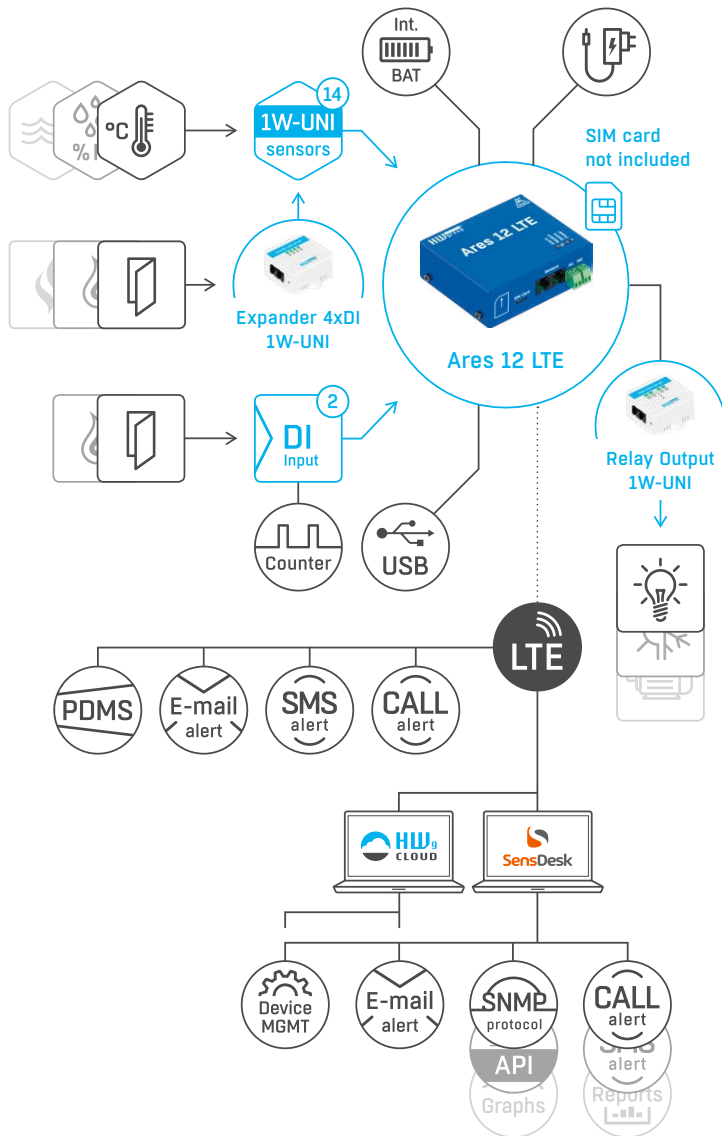 Int.
BAT
SIM card
not included
°C
%
14
1W-UNI
sensors
HW
Ares 12 LTE
Expander 4xDI
1W-UNI
Ares 12 LTE
2
DI
Input
Relay Output
1W-UNI
Counter
USB
LTE
PDMS
E-mail
alert
SMS
alert
CALL
alert
HWg
CLOUD
SensDesk
Device
MGMT
E-mail
alert
SNMP
protocol
CALL
alert
API
SMS
alert
Graphs
Reports